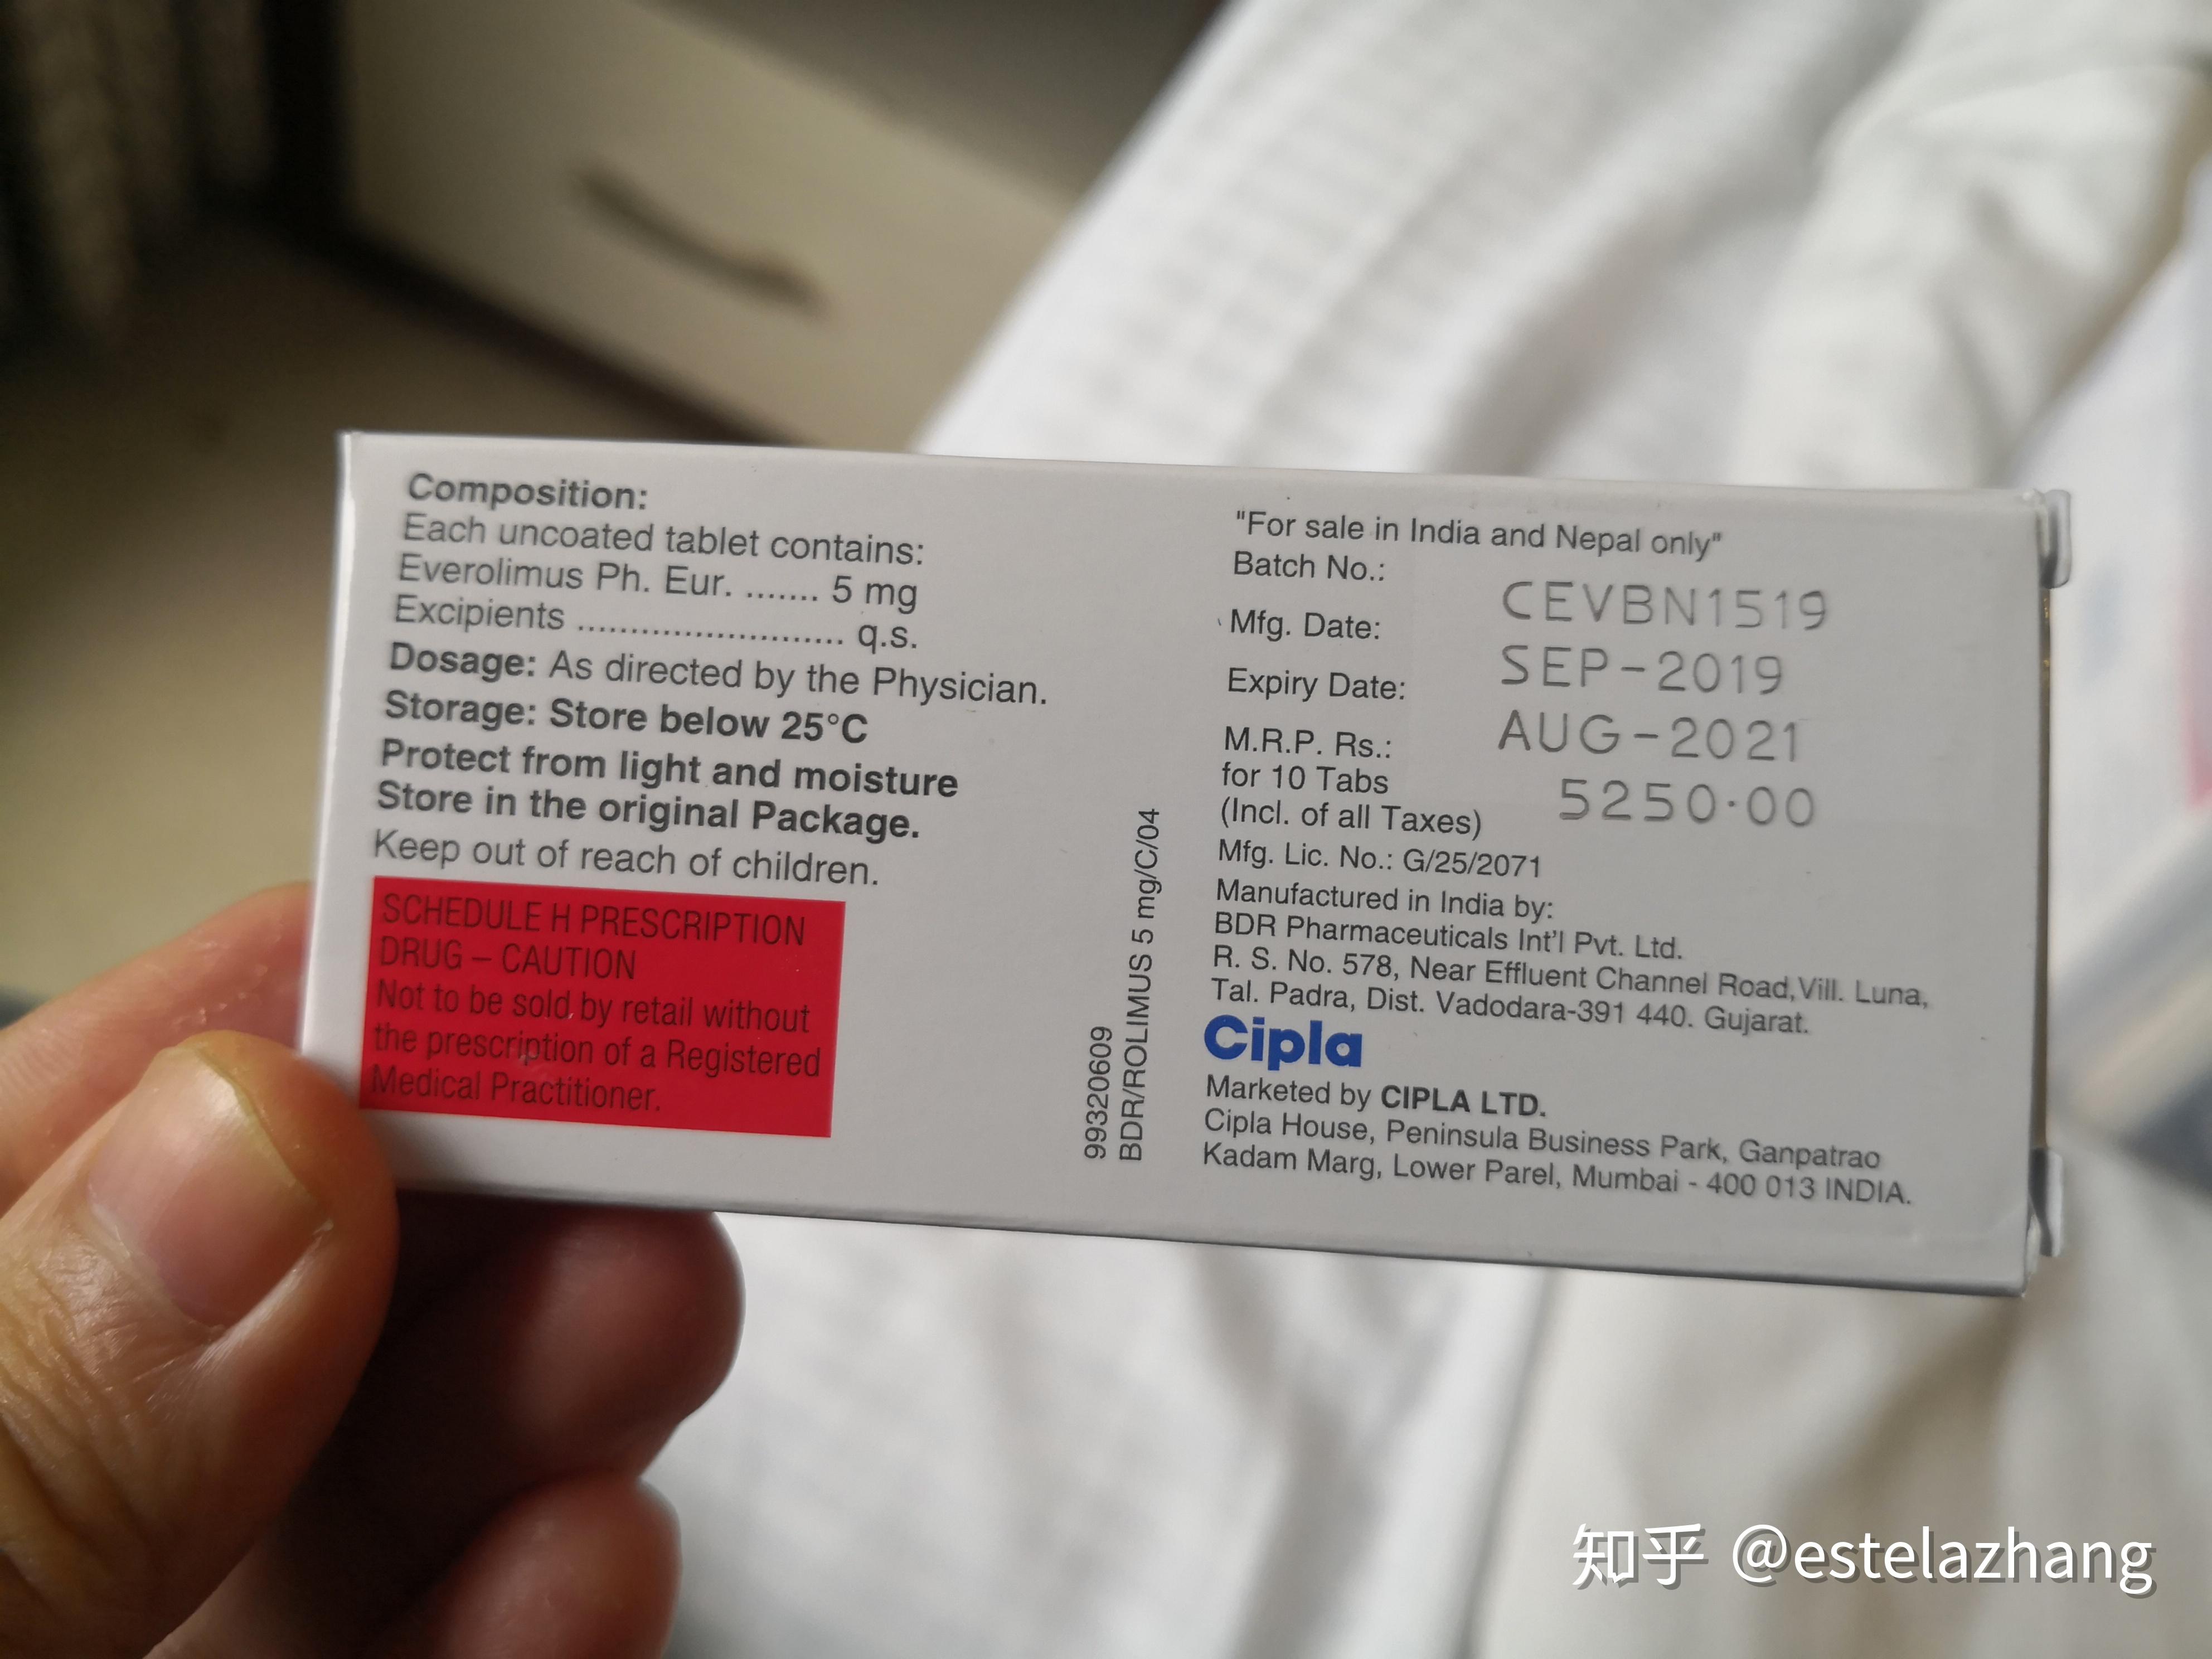 Composition:
Each uncoated tablet contains:
Everolimus Ph. Eur. ....... 5 mg
Excipients .......................... q.s.
Dosage: As directed by the Physician.
Storage: Store below 25°C
Protect from light and moisture
Store in the original Package.
Keep out of reach of children.
SCHEDULE H PRESCRIPTION
DRUG – CAUTION
Not to be sold by retail without
the prescription of a Registered
Medical Practitioner.
99320609
BDR/ROLIMUS 5 mg/C/04
"For sale in India and Nepal only"
Batch No.: CEVBN1519
Mfg. Date: SEP-2019
Expiry Date: AUG-2021
M.R.P. Rs.: 5250.00
for 10 Tabs
(Incl. of all Taxes)
Mfg. Lic. No.: G/25/2071
Manufactured in India by:
BDR Pharmaceuticals Int'l Pvt. Ltd.
R. S. No. 578, Near Effluent Channel Road,Vill. Luna,
Tal. Padra, Dist. Vadodara-391 440. Gujarat.
Cipla
Marketed by CIPLA LTD.
Cipla House, Peninsula Business Park, Ganpatrao
Kadam Marg, Lower Parel, Mumbai - 400 013 INDIA.
知乎 @estelazhang